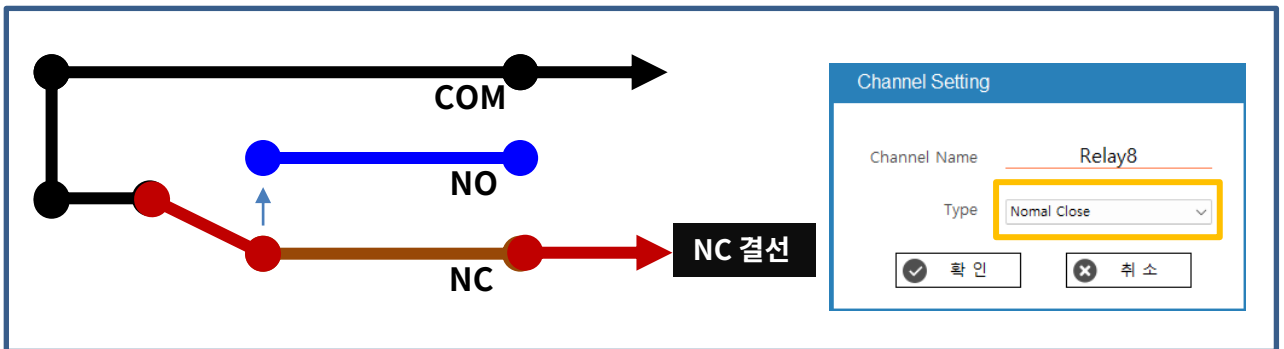 COM
NO
NC
NC 결선
Channel Setting
Channel Name Relay8
Type Nomal Close
확 인 취 소